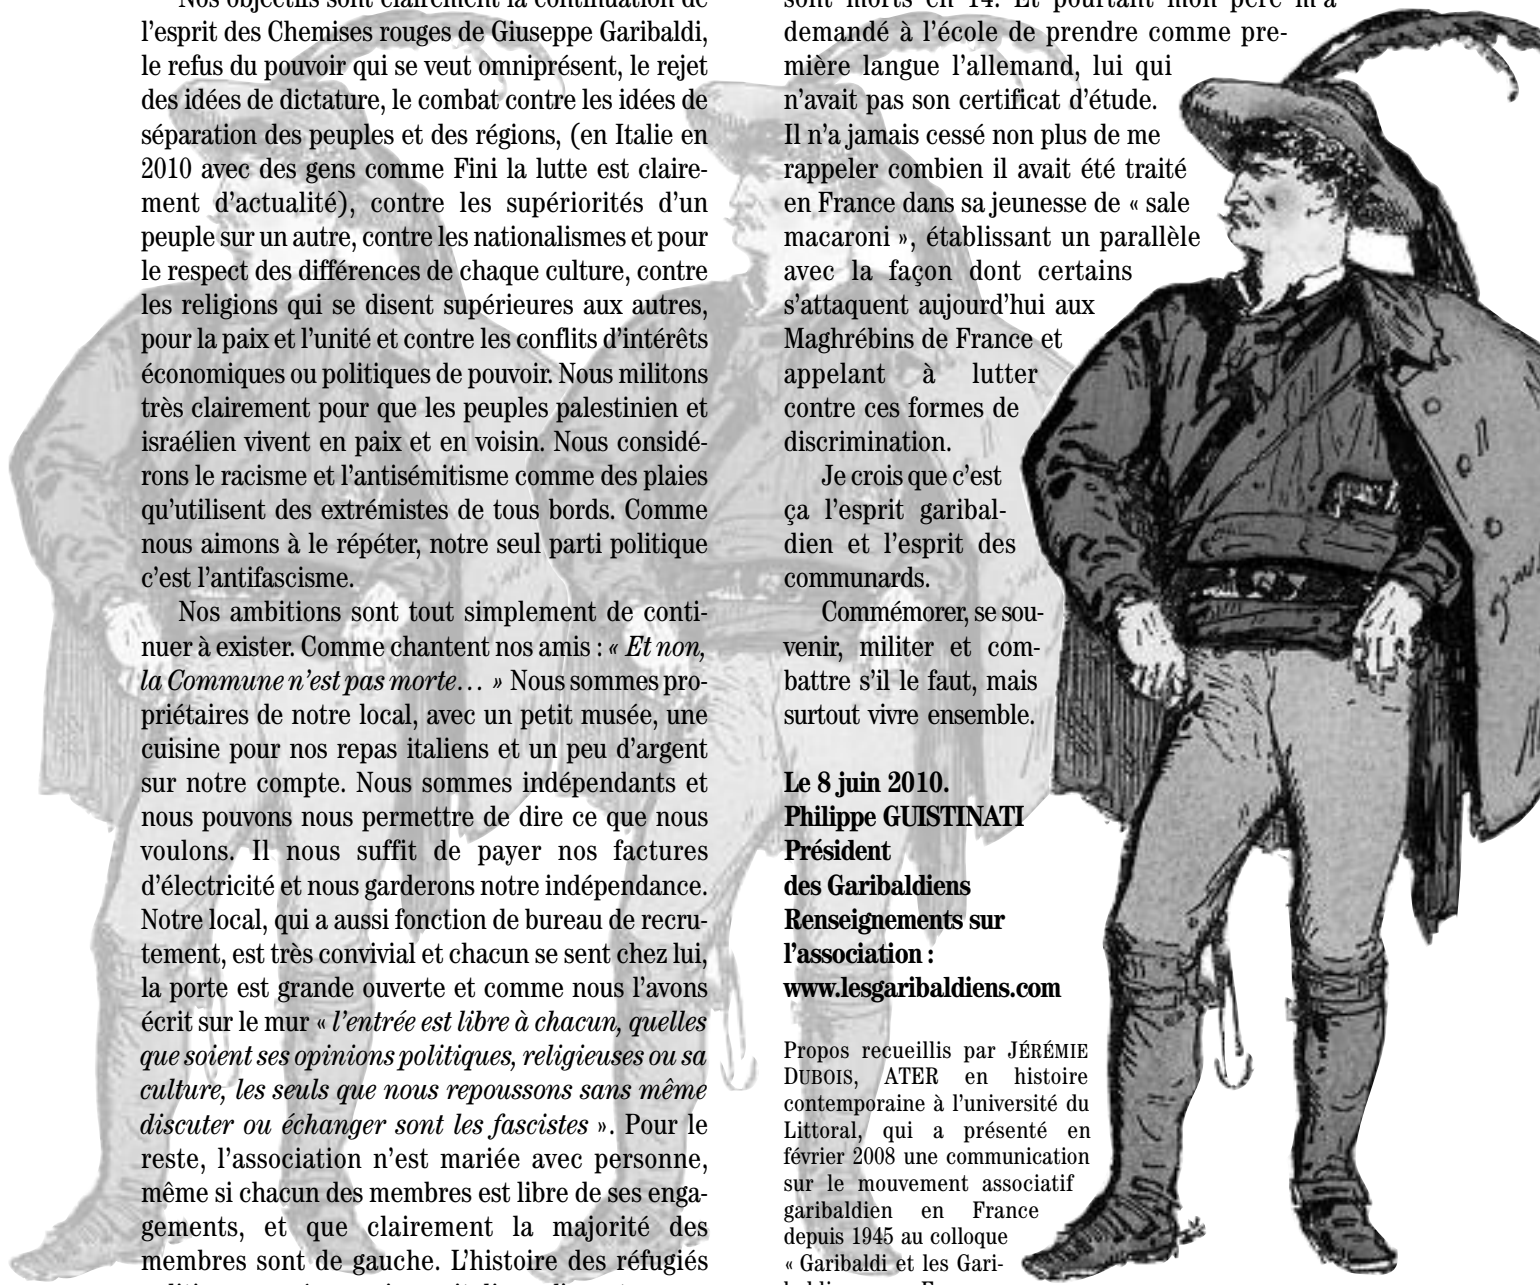 Nos objectifs sont clairement la continuation de
l'esprit des Chemises rouges de Giuseppe Garibaldi,
le refus du pouvoir qui se veut omniprésent, le rejet
des idées de dictature, le combat contre les idées de
séparation des peuples et des régions, (en Italie en
2010 avec des gens comme Fini la lutte est claire-
ment d'actualité), contre les supériorités d'un
peuple sur un autre, contre les nationalismes et pour
le respect des différences de chaque culture, contre
les religions qui se disent supérieures aux autres,
pour la paix et l'unité et contre les conflits d'intérêts
économiques ou politiques de pouvoir. Nous militons
très clairement pour que les peuples palestinien et
israélien vivent en paix et en voisin. Nous considé-
rons le racisme et l'antisémitisme comme des plaies
qu'utilisent des extrémistes de tous bords. Comme
nous aimons à le répéter, notre seul parti politique
c'est l'antifascisme.
Nos ambitions sont tout simplement de conti-
nuer à exister. Comme chantent nos amis : « Et non,
la Commune n'est pas morte… » Nous sommes pro-
priétaires de notre local, avec un petit musée, une
cuisine pour nos repas italiens et un peu d'argent
sur notre compte. Nous sommes indépendants et
nous pouvons nous permettre de dire ce que nous
voulons. Il nous suffit de payer nos factures
d'électricité et nous garderons notre indépendance.
Notre local, qui a aussi fonction de bureau de recru-
tement, est très convivial et chacun se sent chez lui,
la porte est grande ouverte et comme nous l'avons
écrit sur le mur « l'entrée est libre à chacun, quelles
que soient ses opinions politiques, religieuses ou sa
culture, les seuls que nous repoussons sans même
discuter ou échanger sont les fascistes ». Pour le
reste, l'association n'est mariée avec personne,
même si chacun des membres est libre de ses enga-
gements, et que clairement la majorité des
membres sont de gauche. L'histoire des réfugiés
sont morts en 14. Et pourtant mon père m'a
demandé à l'école de prendre comme pre-
mière langue l'allemand, lui qui
n'avait pas son certificat d'étude.
Il n'a jamais cessé non plus de me
rappeler combien il avait été traité
en France dans sa jeunesse de « sale
macaroni », établissant un parallèle
avec la façon dont certains
s'attaquent aujourd'hui aux
Maghrébins de France et
appelant à lutter
contre ces formes de
discrimination.
Je crois que c'est
ça l'esprit garibal-
dien et l'esprit des
communards.
Commémorer, se sou-
venir, militer et com-
battre s'il le faut, mais
surtout vivre ensemble.
Le 8 juin 2010.
Philippe GUISTINATI
Président
des Garibaldiens
Renseignements sur
l'association :
www.lesgaribaldiens.com
Propos recueillis par JÉRÉMIE
DUBOIS, ATER en histoire
contemporaine à l'université du
Littoral, qui a présenté en
février 2008 une communication
sur le mouvement associatif
garibaldien en France
depuis 1945 au colloque
« Garibaldi et les Gari-